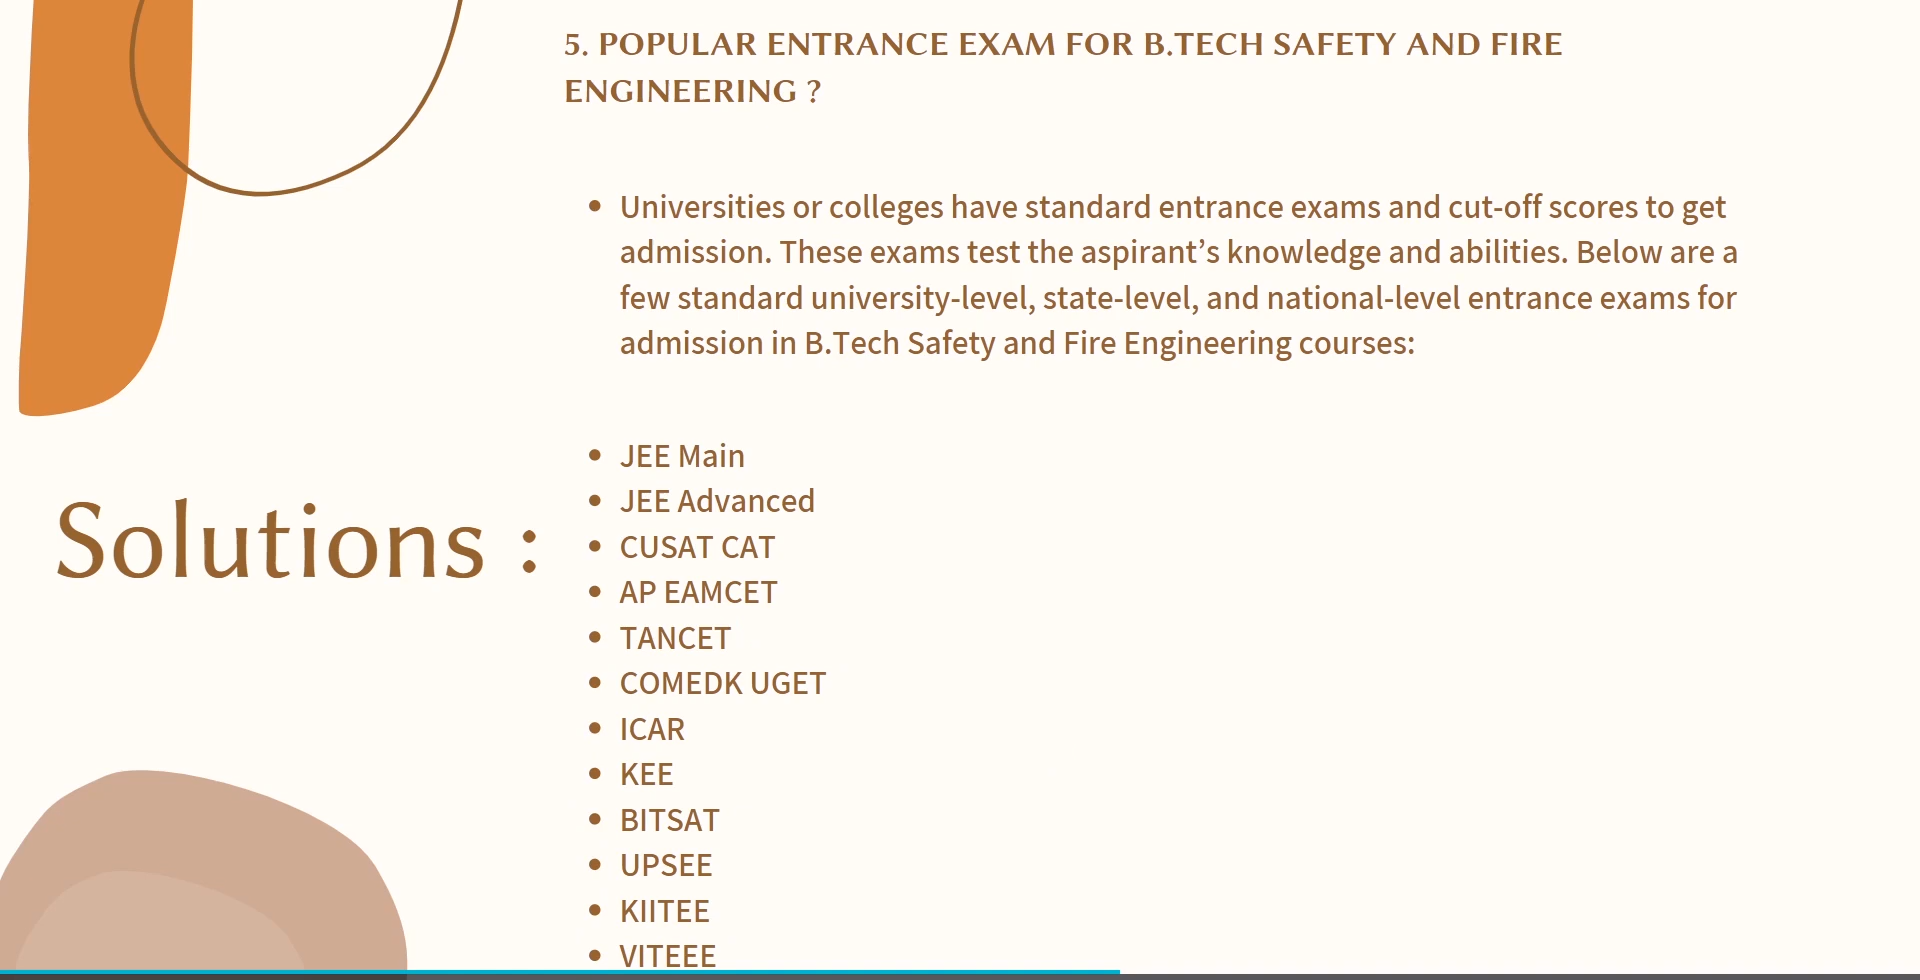 5. POPULAR ENTRANCE EXAM FOR B.TECH SAFETY AND FIRE
ENGINEERING ?
• Universities or colleges have standard entrance exams and cut-off scores to get
admission. These exams test the aspirant’s knowledge and abilities. Below are a
few standard university-level, state-level, and national-level entrance exams for
admission in B.Tech Safety and Fire Engineering courses:
Solutions :
• JEE Main
• JEE Advanced
• CUSAT CAT
• AP EAMCET
• TANCET
• COMEDK UGET
• ICAR
• KEE
• BITSAT
• UPSEE
• KIITEE
• VITEEE